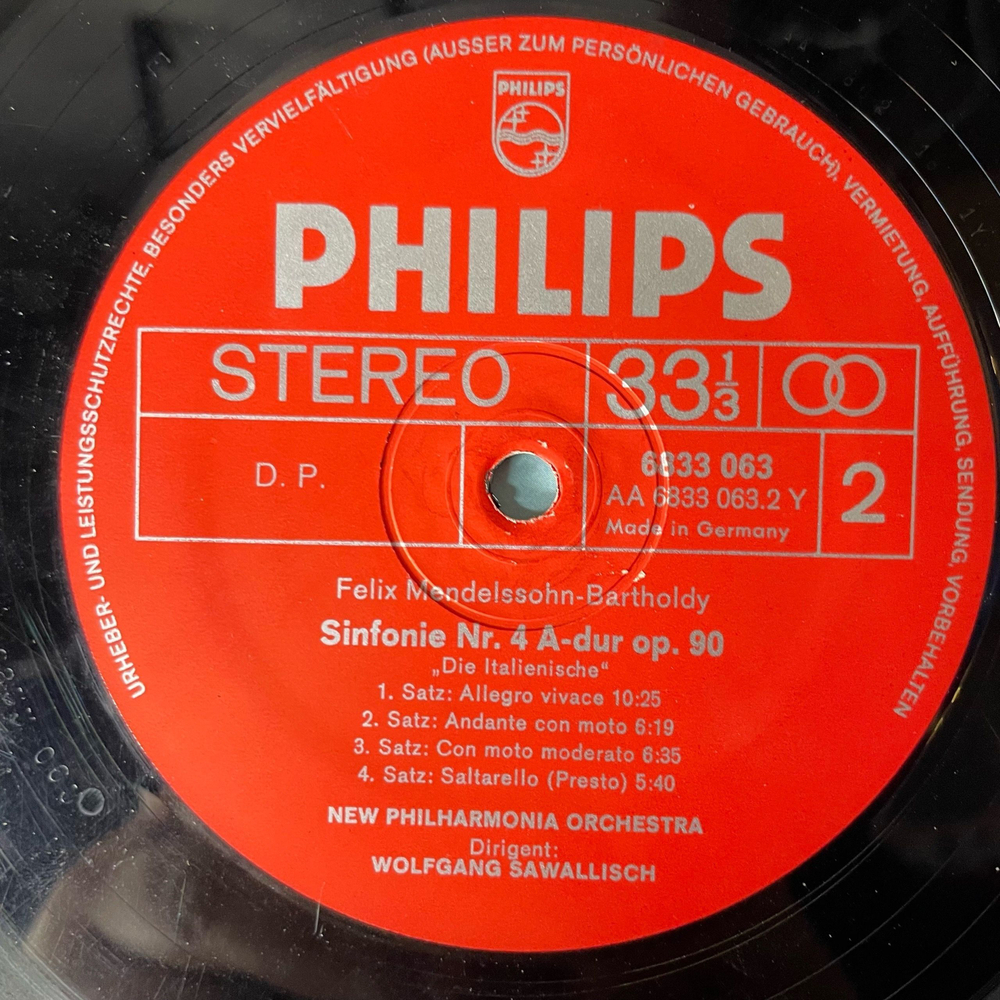 URHEBER- UND LEISTUNGSSCHUTZRECHTE, BESONDERS VERVIELFÄLTIGUNG (AUSSER ZUM PERSÖNLICHEN GEBRAUCH), VERMIETUNG, AUFFÜHRUNG, SENDUNG, VORBEHALTEN
PHILIPS
PHILIPS
STEREO
33 1/3
D. P.
6833 063
AA 6833 063.2 Y
Made in Germany
2
Felix Mendelssohn-Bartholdy
Sinfonie Nr. 4 A-dur op. 90
„Die Italienische“
1. Satz: Allegro vivace 10:25
2. Satz: Andante con moto 6:19
3. Satz: Con moto moderato 6:35
4. Satz: Saltarello (Presto) 5:40
NEW PHILHARMONIA ORCHESTRA
Dirigent:
WOLFGANG SAWALLISCH